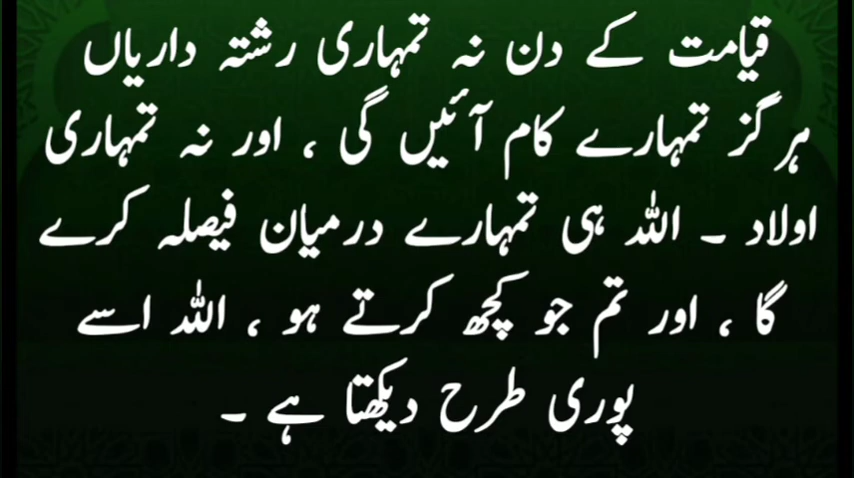 قیامت کے دن نہ تمہاری رشتہ داریاں
ہرگز تمہارے کام آئیں گی ، اور نہ تمہاری
اولاد ۔ اللہ ہی تمہارے درمیان فیصلہ کرے
گا ، اور تم جو کچھ کرتے ہو ، اللہ اسے
پوری طرح دیکھتا ہے ۔